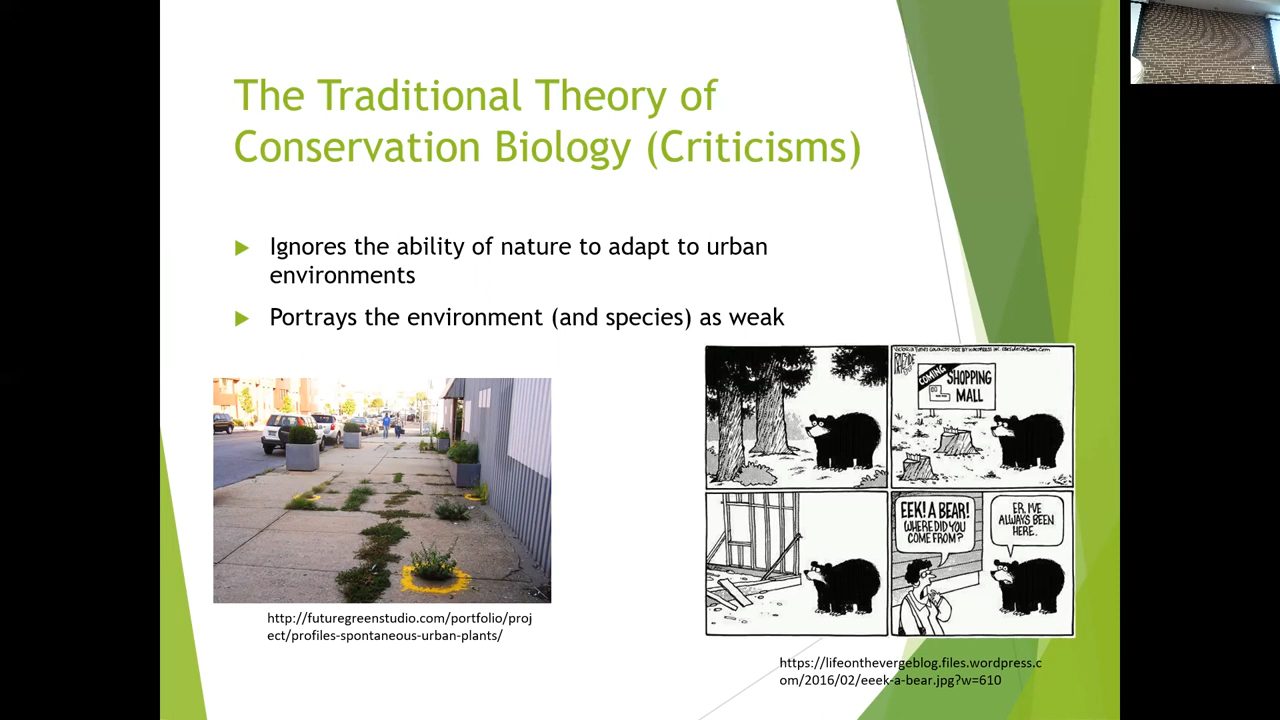 The Traditional Theory of
Conservation Biology (Criticisms)
Ignores the ability of nature to adapt to urban
environments
Portrays the environment (and species) as weak
COMING
SHOPPING
MALL
EEK! A BEAR!
WHERE DID YOU
COME FROM?
ER, I'VE
ALWAYS BEEN
HERE.
http://futuregreenstudio.com/portfolio/proj
ect/profiles-spontaneous-urban-plants/
https://lifeonthevergeblog.files.wordpress.c
om/2016/02/eeek-a-bear.jpg?w=610